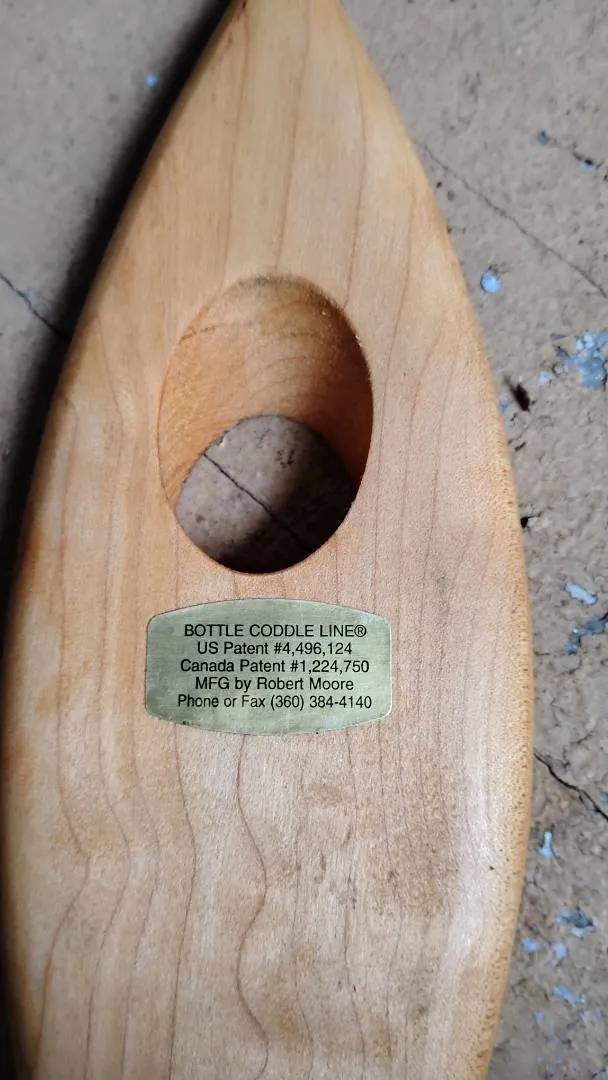 BOTTLE CODDLE LINE®
US Patent #4,496,124
Canada Patent #1,224,750
MFG by Robert Moore
Phone or Fax (360) 384-4140